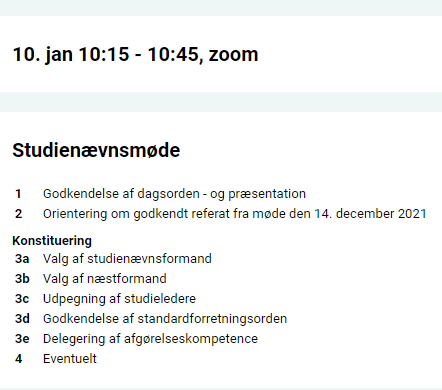 10. jan 10:15 - 10:45, zoom
Studienævnsmøde
1 Godkendelse af dagsorden - og præsentation
2 Orientering om godkendt referat fra møde den 14. december 2021
Konstituering
3a Valg af studienævnsformand
3b Valg af næstformand
3c Udpegning af studieledere
3d Godkendelse af standardforretningsorden
3e Delegering af afgørelseskompetence
4 Eventuelt